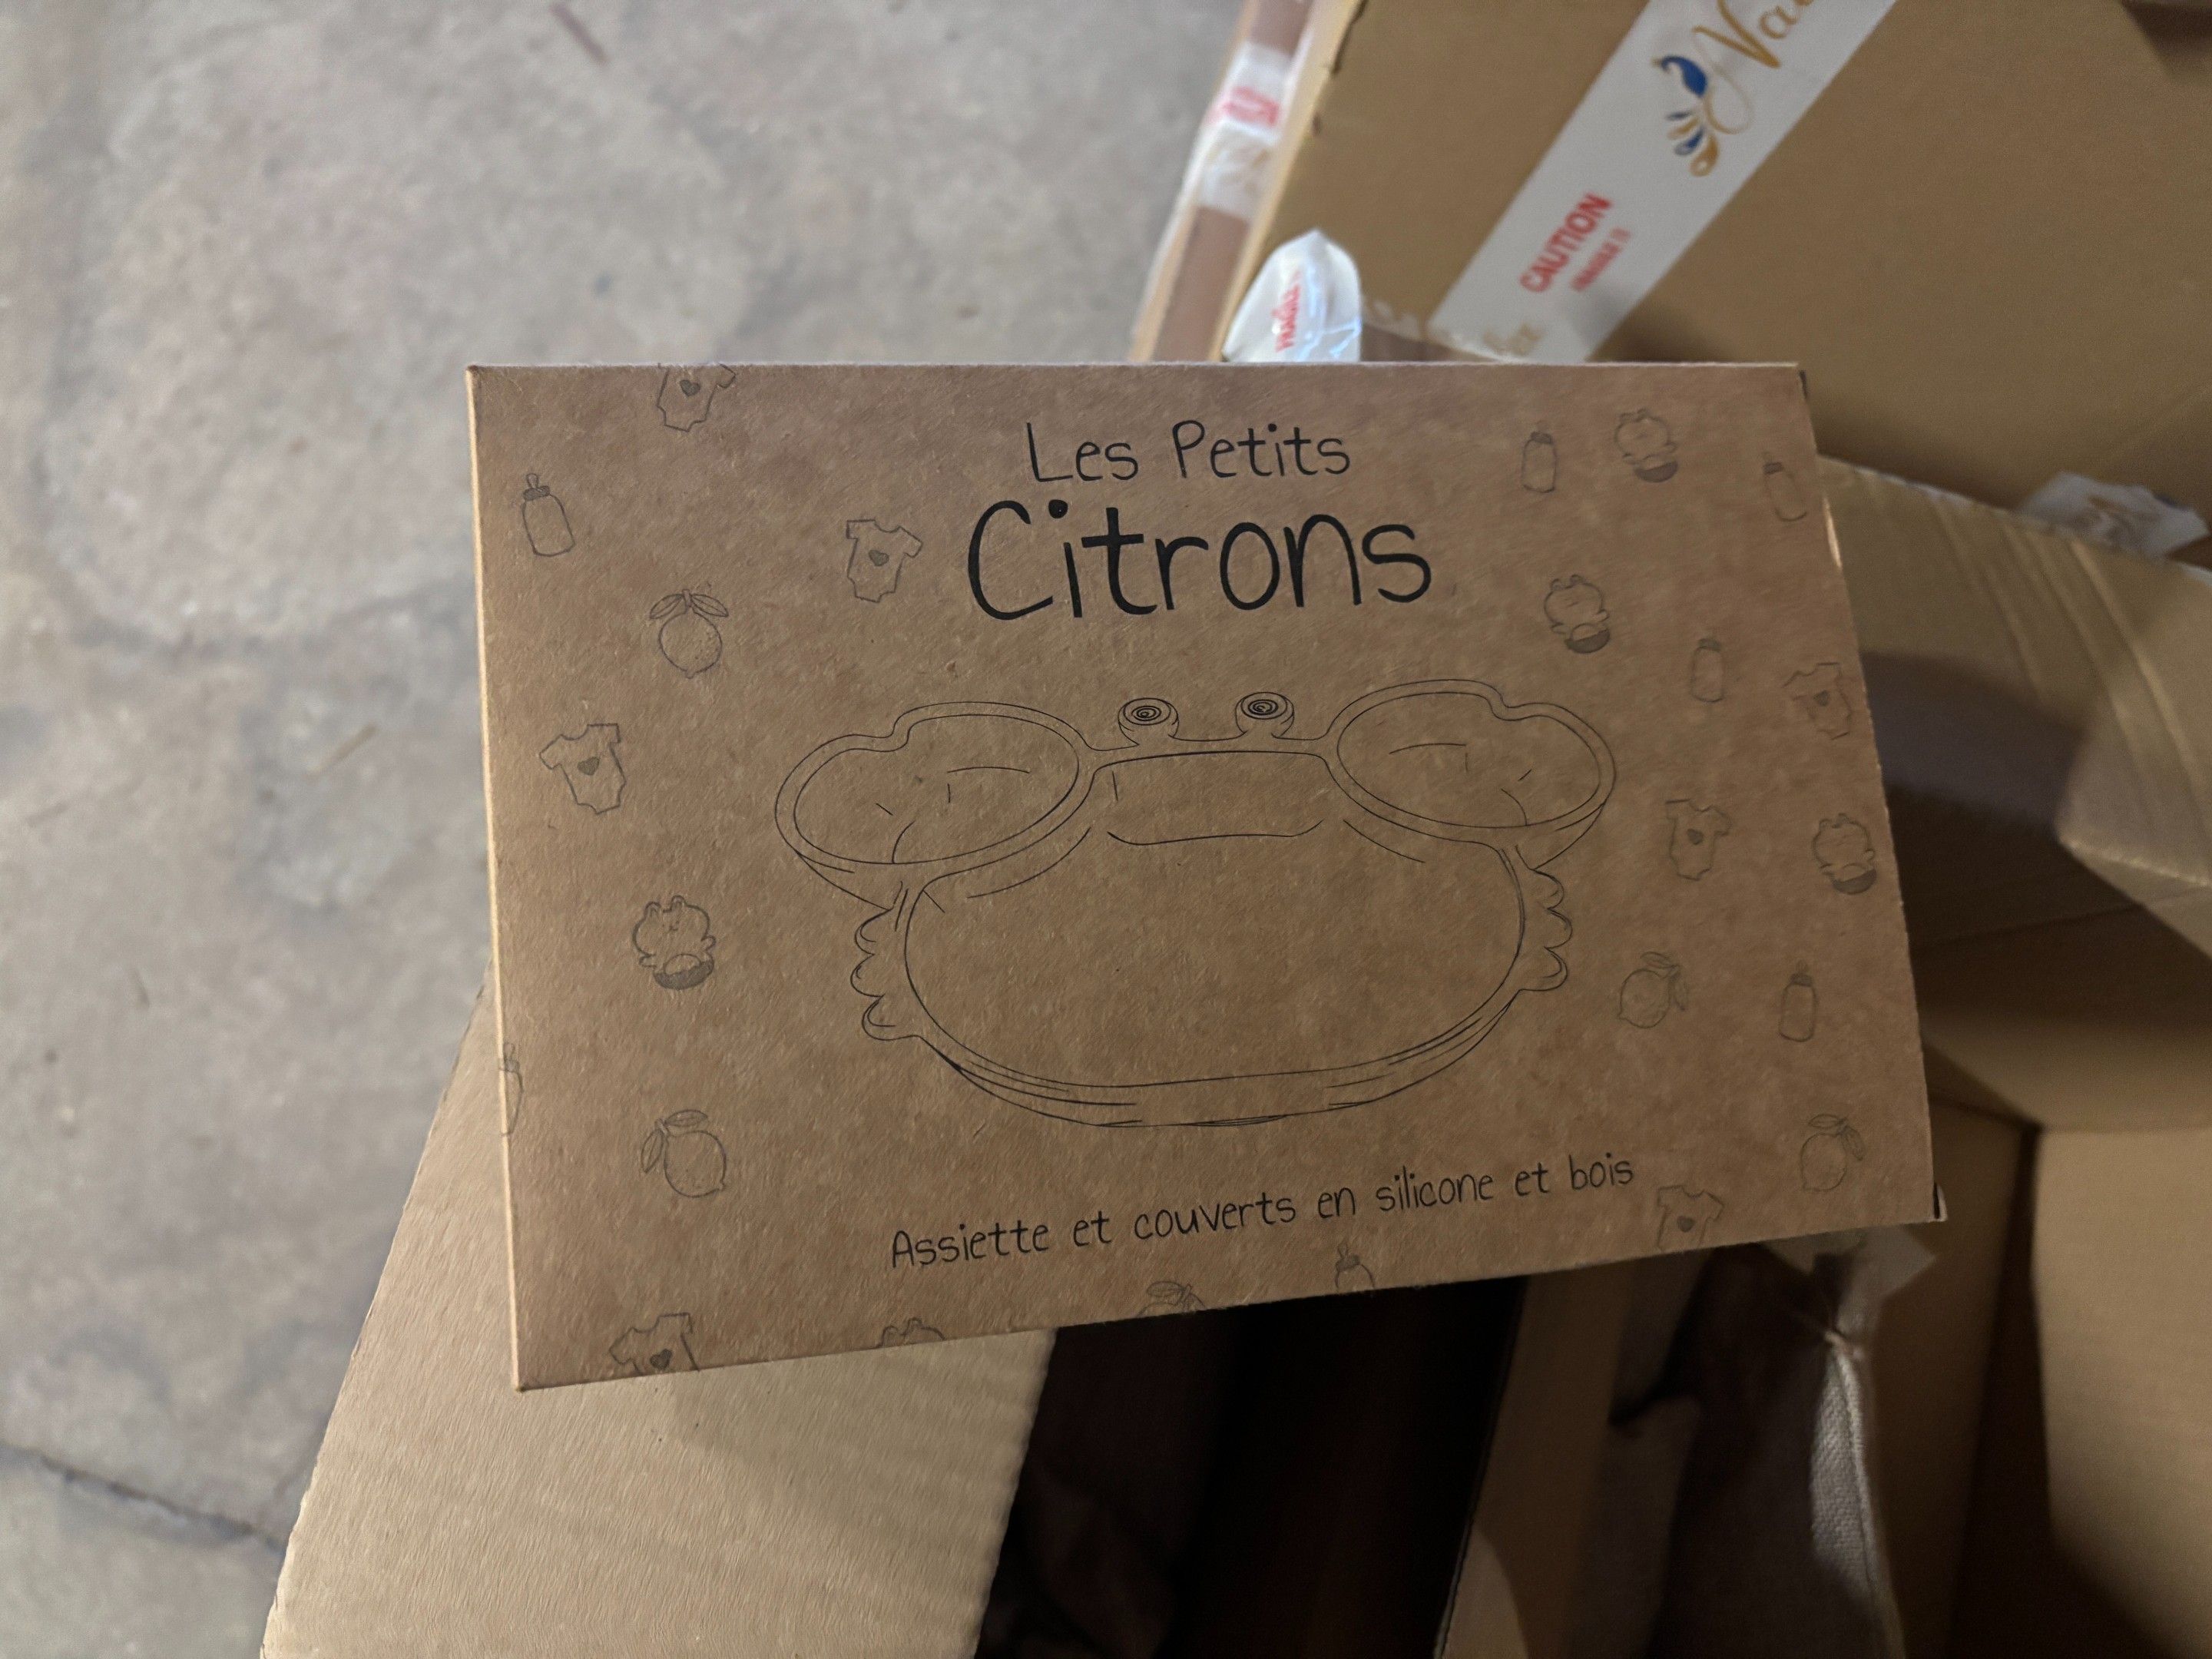 Les Petits
Citrons
Assiette et couverts en silicone et bois
CAUTION